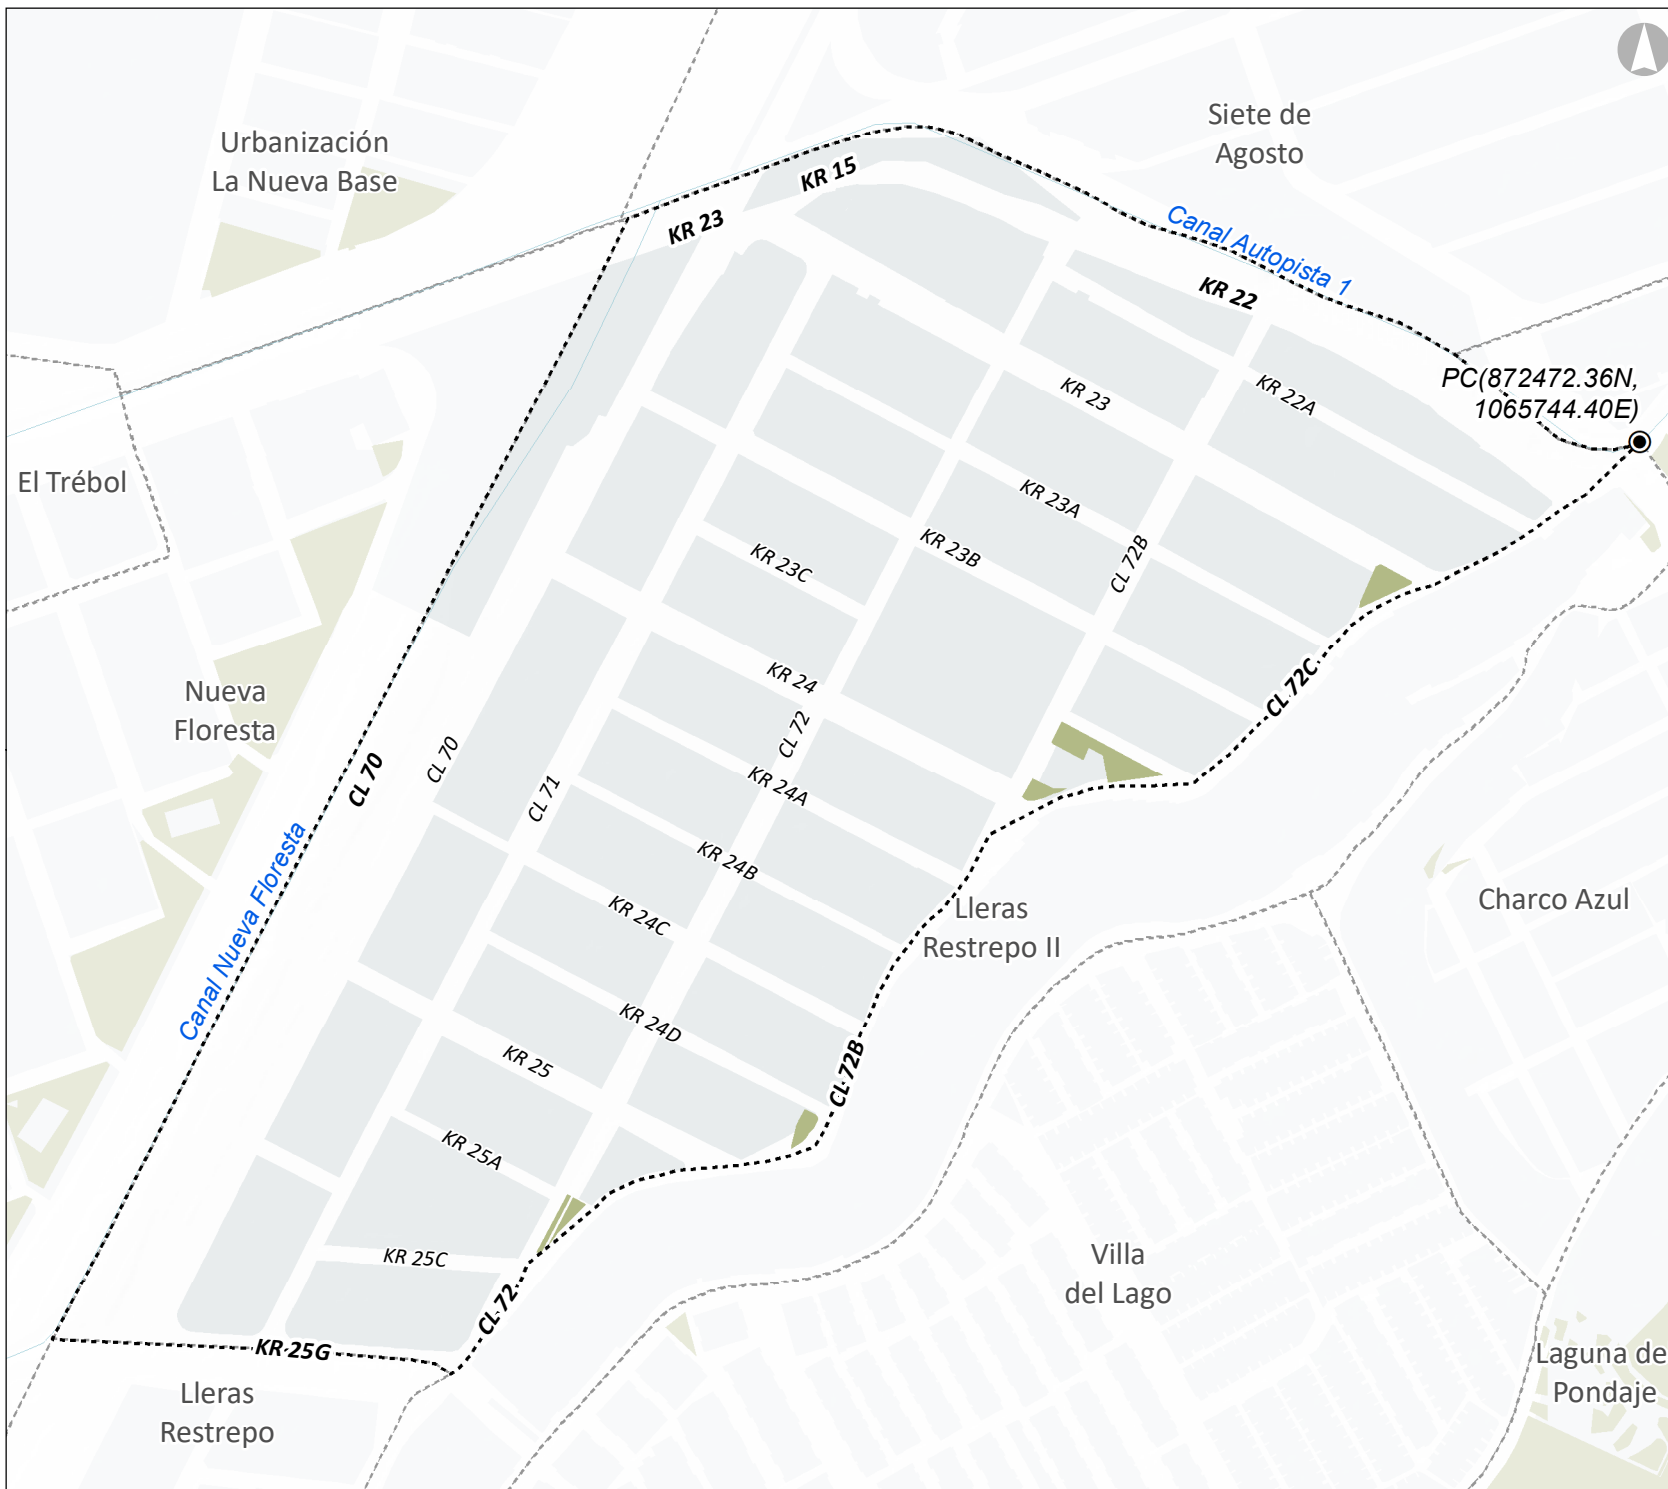 Siete de
Agosto
Urbanización
La Nueva Base
KR 15
KR 23
Canal Autopista 1
KR 22
PC(872472.36N,
1065744.40E)
KR 23
KR 22A
El Trébol
KR 23A
KR 23B
KR 23C
CL 72B
KR 24
CL 72C
Nueva
Floresta
CL 72
CL 70
CL 70
KR 24A
CL 71
KR 24B
Canal Nueva Floresta
KR 24C
Lleras
Restrepo II
Charco Azul
KR 24D
KR 25
CL 72B
KR 25A
KR 25C
Villa
del Lago
CL 72
KR 25G
Laguna del
Pondaje
Lleras
Restrepo